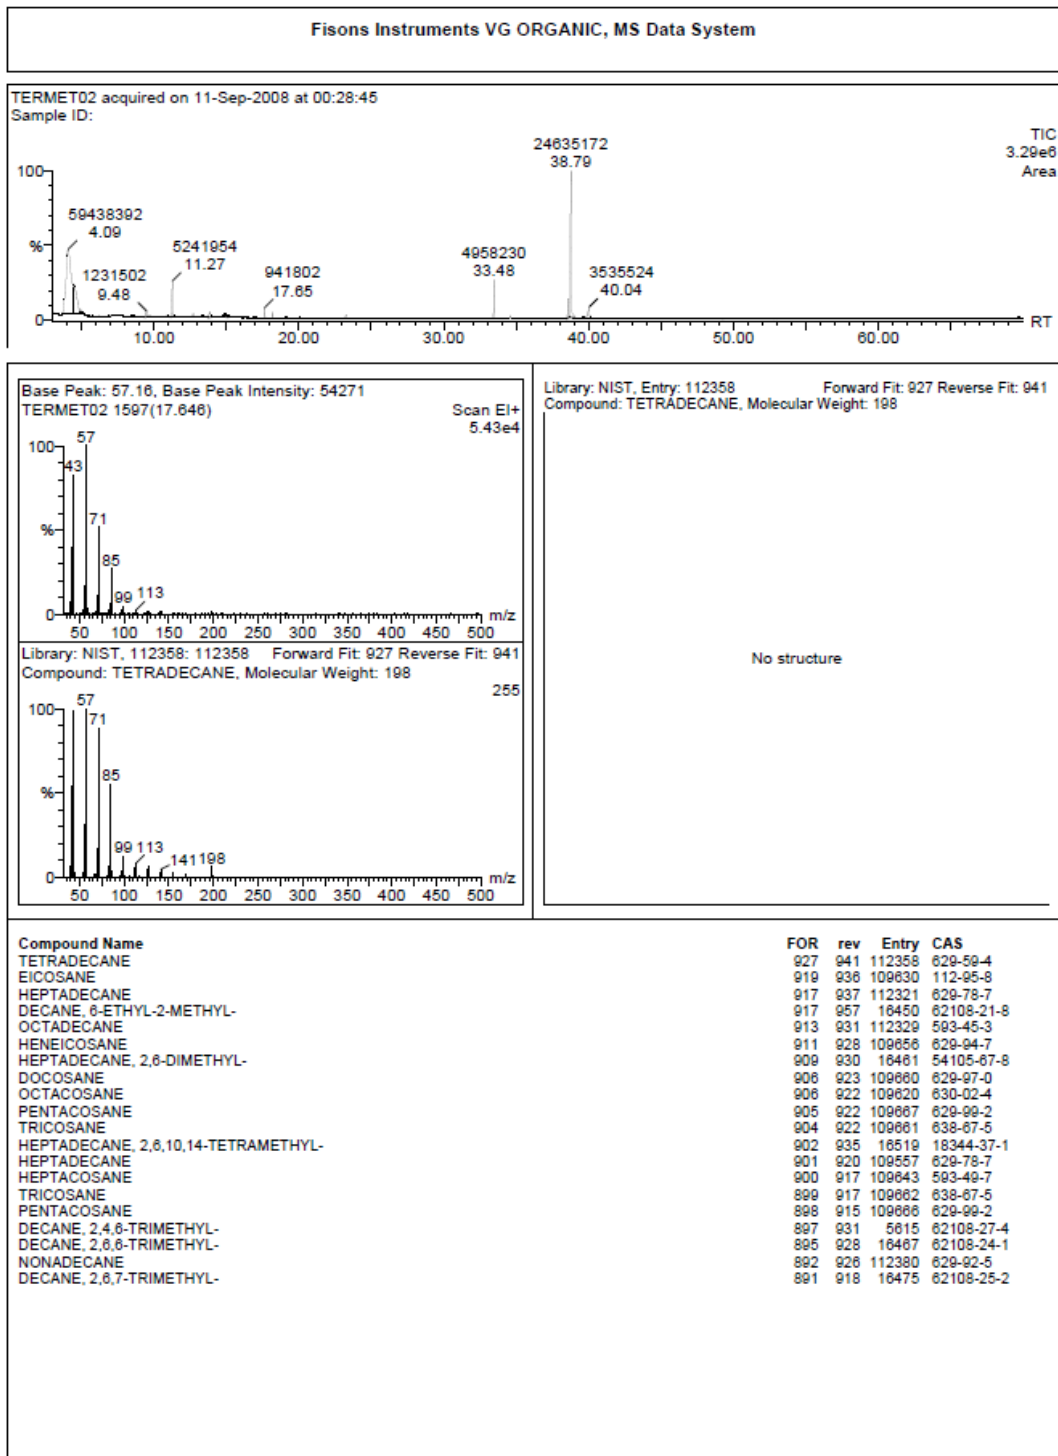 Fisons Instruments VG ORGANIC, MS Data System
TERMET02 acquired on 11-Sep-2008 at 00:28:45
Sample ID:
TIC
3.29e6
Area
24635172
38.79
100
59438392
4.09
%
5241954
11.27
1231502
9.48
941802
17.65
4958230
33.48
3535524
40.04
0
RT
10.00 20.00 30.00 40.00 50.00 60.00
Base Peak: 57.16, Base Peak Intensity: 54271
TERMET02 1597(17.646) Scan EI+
5.43e4
57
100
43
71
%
85
99 113
0
m/z
50 100 150 200 250 300 350 400 450 500
Library: NIST, 112358: 112358 Forward Fit: 927 Reverse Fit: 941
Compound: TETRADECANE, Molecular Weight: 198
255
57
100
71
85
%
99 113
141 198
0
m/z
50 100 150 200 250 300 350 400 450 500
Library: NIST, Entry: 112358 Forward Fit: 927 Reverse Fit: 941
Compound: TETRADECANE, Molecular Weight: 198
No structure
Compound Name FOR rev Entry CAS
TETRADECANE 927 941 112358 629-59-4
EICOSANE 919 936 109630 112-95-8
HEPTADECANE 917 937 112321 629-78-7
DECANE, 6-ETHYL-2-METHYL- 917 957 16450 62108-21-8
OCTADECANE 913 931 112329 593-45-3
HENEICOSANE 911 928 109656 629-94-7
HEPTADECANE, 2,6-DIMETHYL- 909 930 16461 54105-67-8
DOCOSANE 906 923 109660 629-97-0
OCTACOSANE 906 922 109620 630-02-4
PENTACOSANE 905 922 109667 629-99-2
TRICOSANE 904 922 109661 638-67-5
HEPTADECANE, 2,6,10,14-TETRAMETHYL- 902 935 16519 18344-37-1
HEPTADECANE 901 920 109557 629-78-7
HEPTACOSANE 900 917 109643 593-49-7
TRICOSANE 899 917 109662 638-67-5
PENTACOSANE 898 915 109666 629-99-2
DECANE, 2,4,6-TRIMETHYL- 897 931 5615 62108-27-4
DECANE, 2,6,6-TRIMETHYL- 895 928 16467 62108-24-1
NONADECANE 892 926 112380 629-92-5
DECANE, 2,6,7-TRIMETHYL- 891 918 16475 62108-25-2